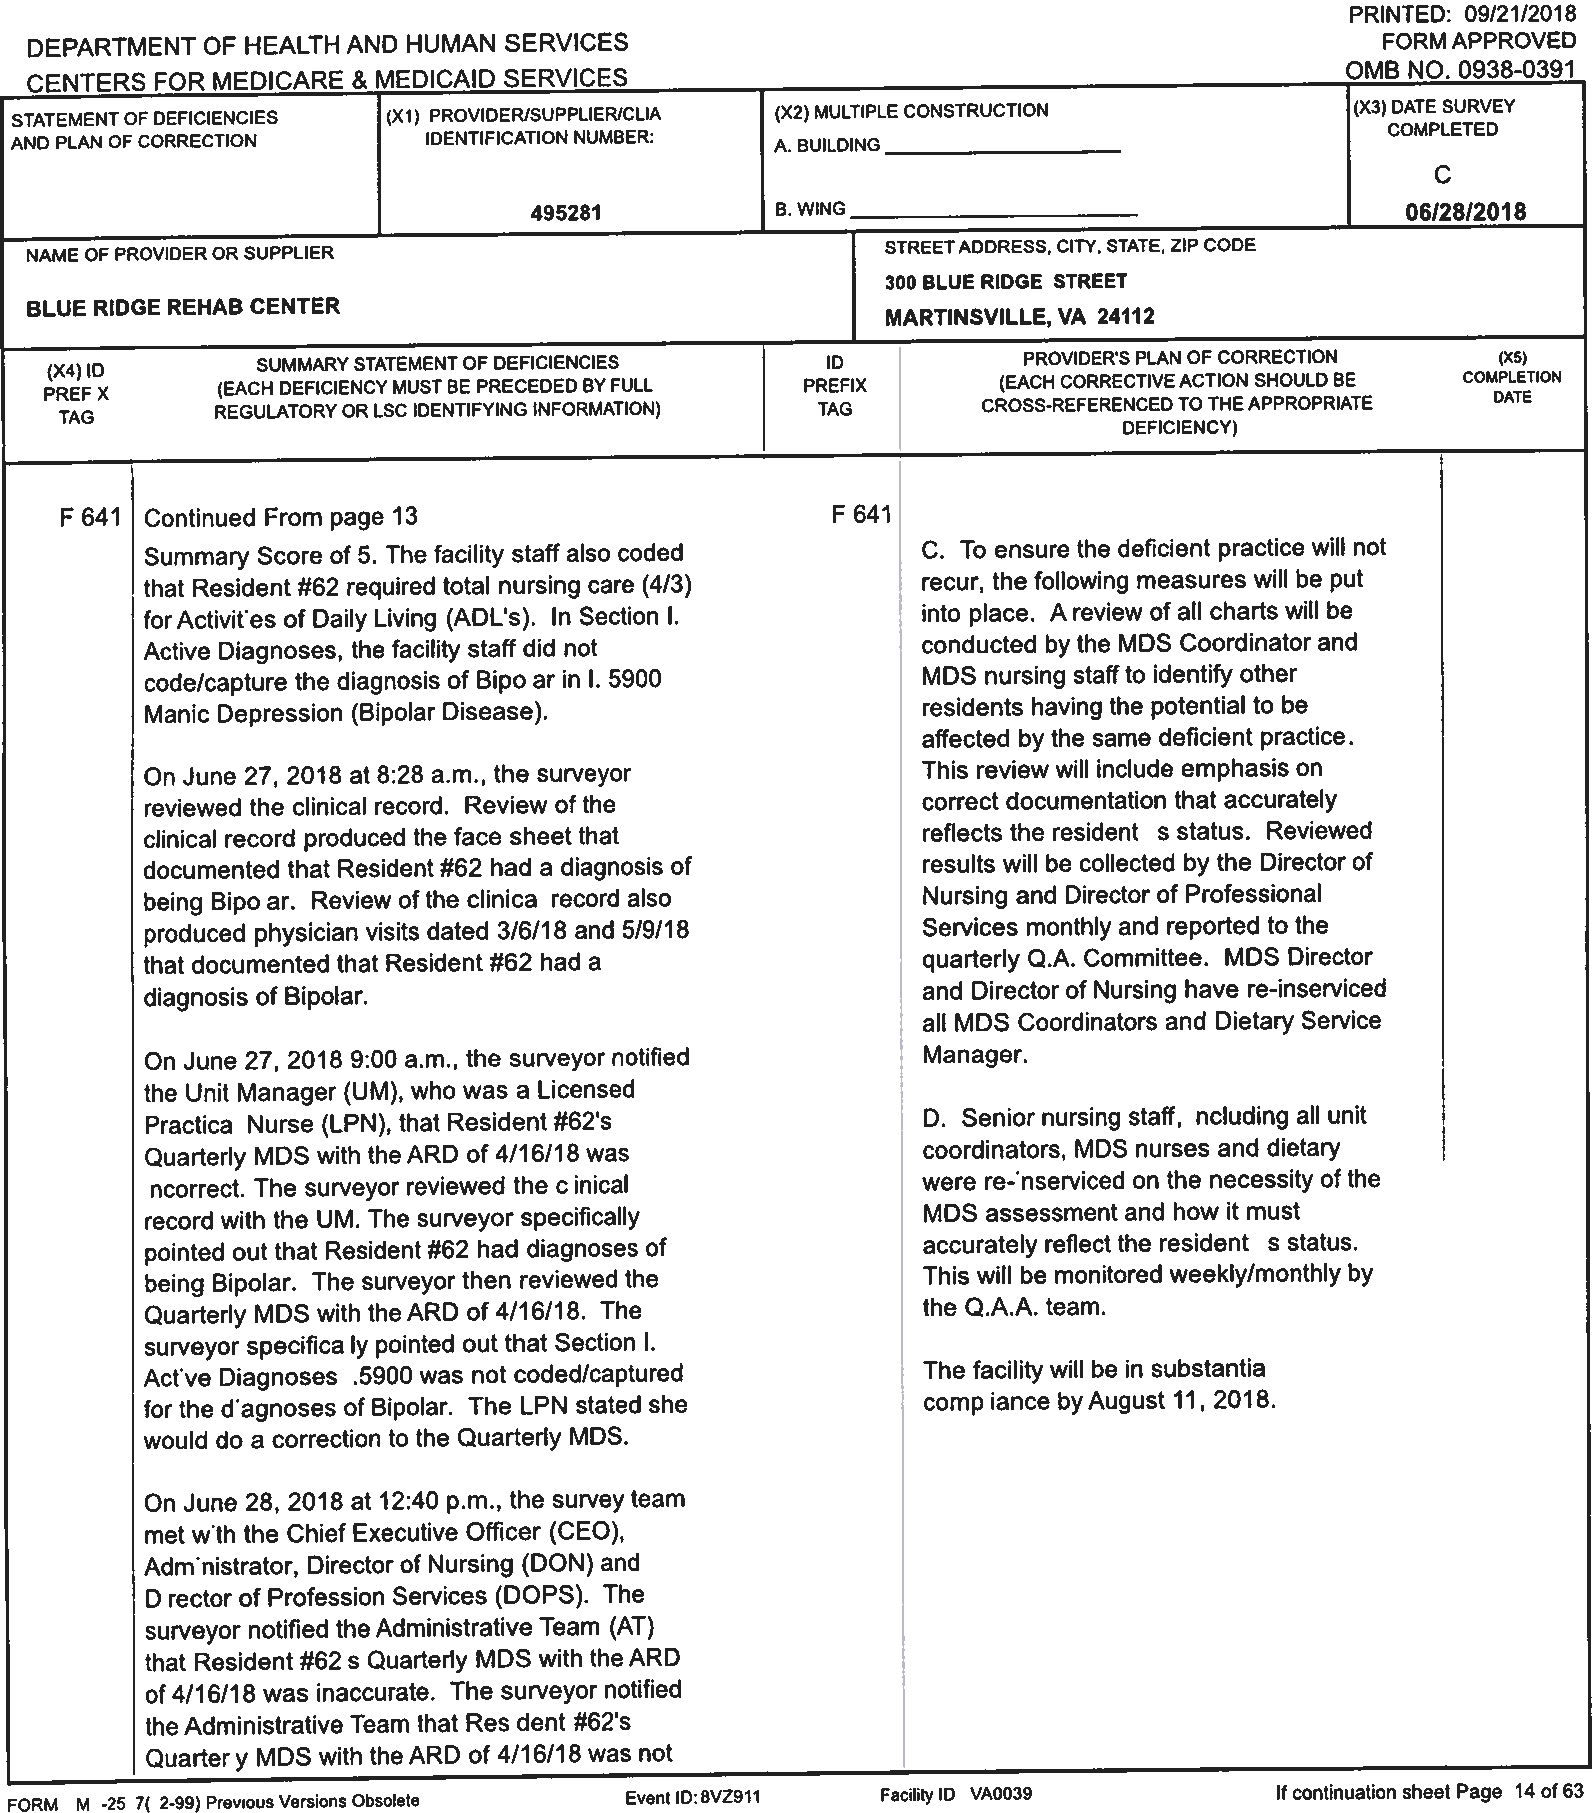 PRINTED: 09/21/2018
DEPARTMENT OF HEALTH AND HUMAN SERVICES
FORM APPROVED
CENTERS FOR MEDICARE & MEDICAID SERVICES
OMB NO. 0938-0391
STATEMENT OF DEFICIENCIES
AND PLAN OF CORRECTION
(X1) PROVIDER/SUPPLIER/CLIA
IDENTIFICATION NUMBER:
495281
(X2) MULTIPLE CONSTRUCTION
A. BUILDING
B. WING
(X3) DATE SURVEY
COMPLETED
C
06/28/2018
NAME OF PROVIDER OR SUPPLIER
BLUE RIDGE REHAB CENTER
STREET ADDRESS, CITY, STATE, ZIP CODE
300 BLUE RIDGE STREET
MARTINSVILLE, VA 24112
(X4) ID
PREF X
TAG
SUMMARY STATEMENT OF DEFICIENCIES
(EACH DEFICIENCY MUST BE PRECEDED BY FULL
REGULATORY OR LSC IDENTIFYING INFORMATION)
ID
PREFIX
TAG
PROVIDER'S PLAN OF CORRECTION
(EACH CORRECTIVE ACTION SHOULD BE
CROSS-REFERENCED TO THE APPROPRIATE
DEFICIENCY)
(X5)
COMPLETION
DATE
F 641
Continued From page 13
Summary Score of 5. The facility staff also coded
that Resident #62 required total nursing care (4/3)
for Activit'es of Daily Living (ADL's). In Section I.
Active Diagnoses, the facility staff did not
code/capture the diagnosis of Bipo ar in I. 5900
Manic Depression (Bipolar Disease).
On June 27, 2018 at 8:28 a.m., the surveyor
reviewed the clinical record. Review of the
clinical record produced the face sheet that
documented that Resident #62 had a diagnosis of
being Bipo ar. Review of the clinica record also
produced physician visits dated 3/6/18 and 5/9/18
that documented that Resident #62 had a
diagnosis of Bipolar.
On June 27, 2018 9:00 a.m., the surveyor notified
the Unit Manager (UM), who was a Licensed
Practica Nurse (LPN), that Resident #62's
Quarterly MDS with the ARD of 4/16/18 was
ncorrect. The surveyor reviewed the c inical
record with the UM. The surveyor specifically
pointed out that Resident #62 had diagnoses of
being Bipolar. The surveyor then reviewed the
Quarterly MDS with the ARD of 4/16/18. The
surveyor specifica ly pointed out that Section I.
Act've Diagnoses .5900 was not coded/captured
for the d'agnoses of Bipolar. The LPN stated she
would do a correction to the Quarterly MDS.
On June 28, 2018 at 12:40 p.m., the survey team
met w'th the Chief Executive Officer (CEO),
Adm'nistrator, Director of Nursing (DON) and
D rector of Profession Services (DOPS). The
surveyor notified the Administrative Team (AT)
that Resident #62 s Quarterly MDS with the ARD
of 4/16/18 was inaccurate. The surveyor notified
the Administrative Team that Res dent #62's
Quarter y MDS with the ARD of 4/16/18 was not
F 641
C. To ensure the deficient practice will not
recur, the following measures will be put
into place. A review of all charts will be
conducted by the MDS Coordinator and
MDS nursing staff to identify other
residents having the potential to be
affected by the same deficient practice.
This review will include emphasis on
correct documentation that accurately
reflects the resident s status. Reviewed
results will be collected by the Director of
Nursing and Director of Professional
Services monthly and reported to the
quarterly Q.A. Committee. MDS Director
and Director of Nursing have re-inserviced
all MDS Coordinators and Dietary Service
Manager.
D. Senior nursing staff, ncluding all unit
coordinators, MDS nurses and dietary
were re-'nserviced on the necessity of the
MDS assessment and how it must
accurately reflect the resident s status.
This will be monitored weekly/monthly by
the Q.A.A. team.
The facility will be in substantia
comp iance by August 11, 2018.
FORM M -25 7( 2-99) Previous Versions Obsolete
Event ID: 8VZ911
Facility ID VA0039
If continuation sheet Page 14 of 63